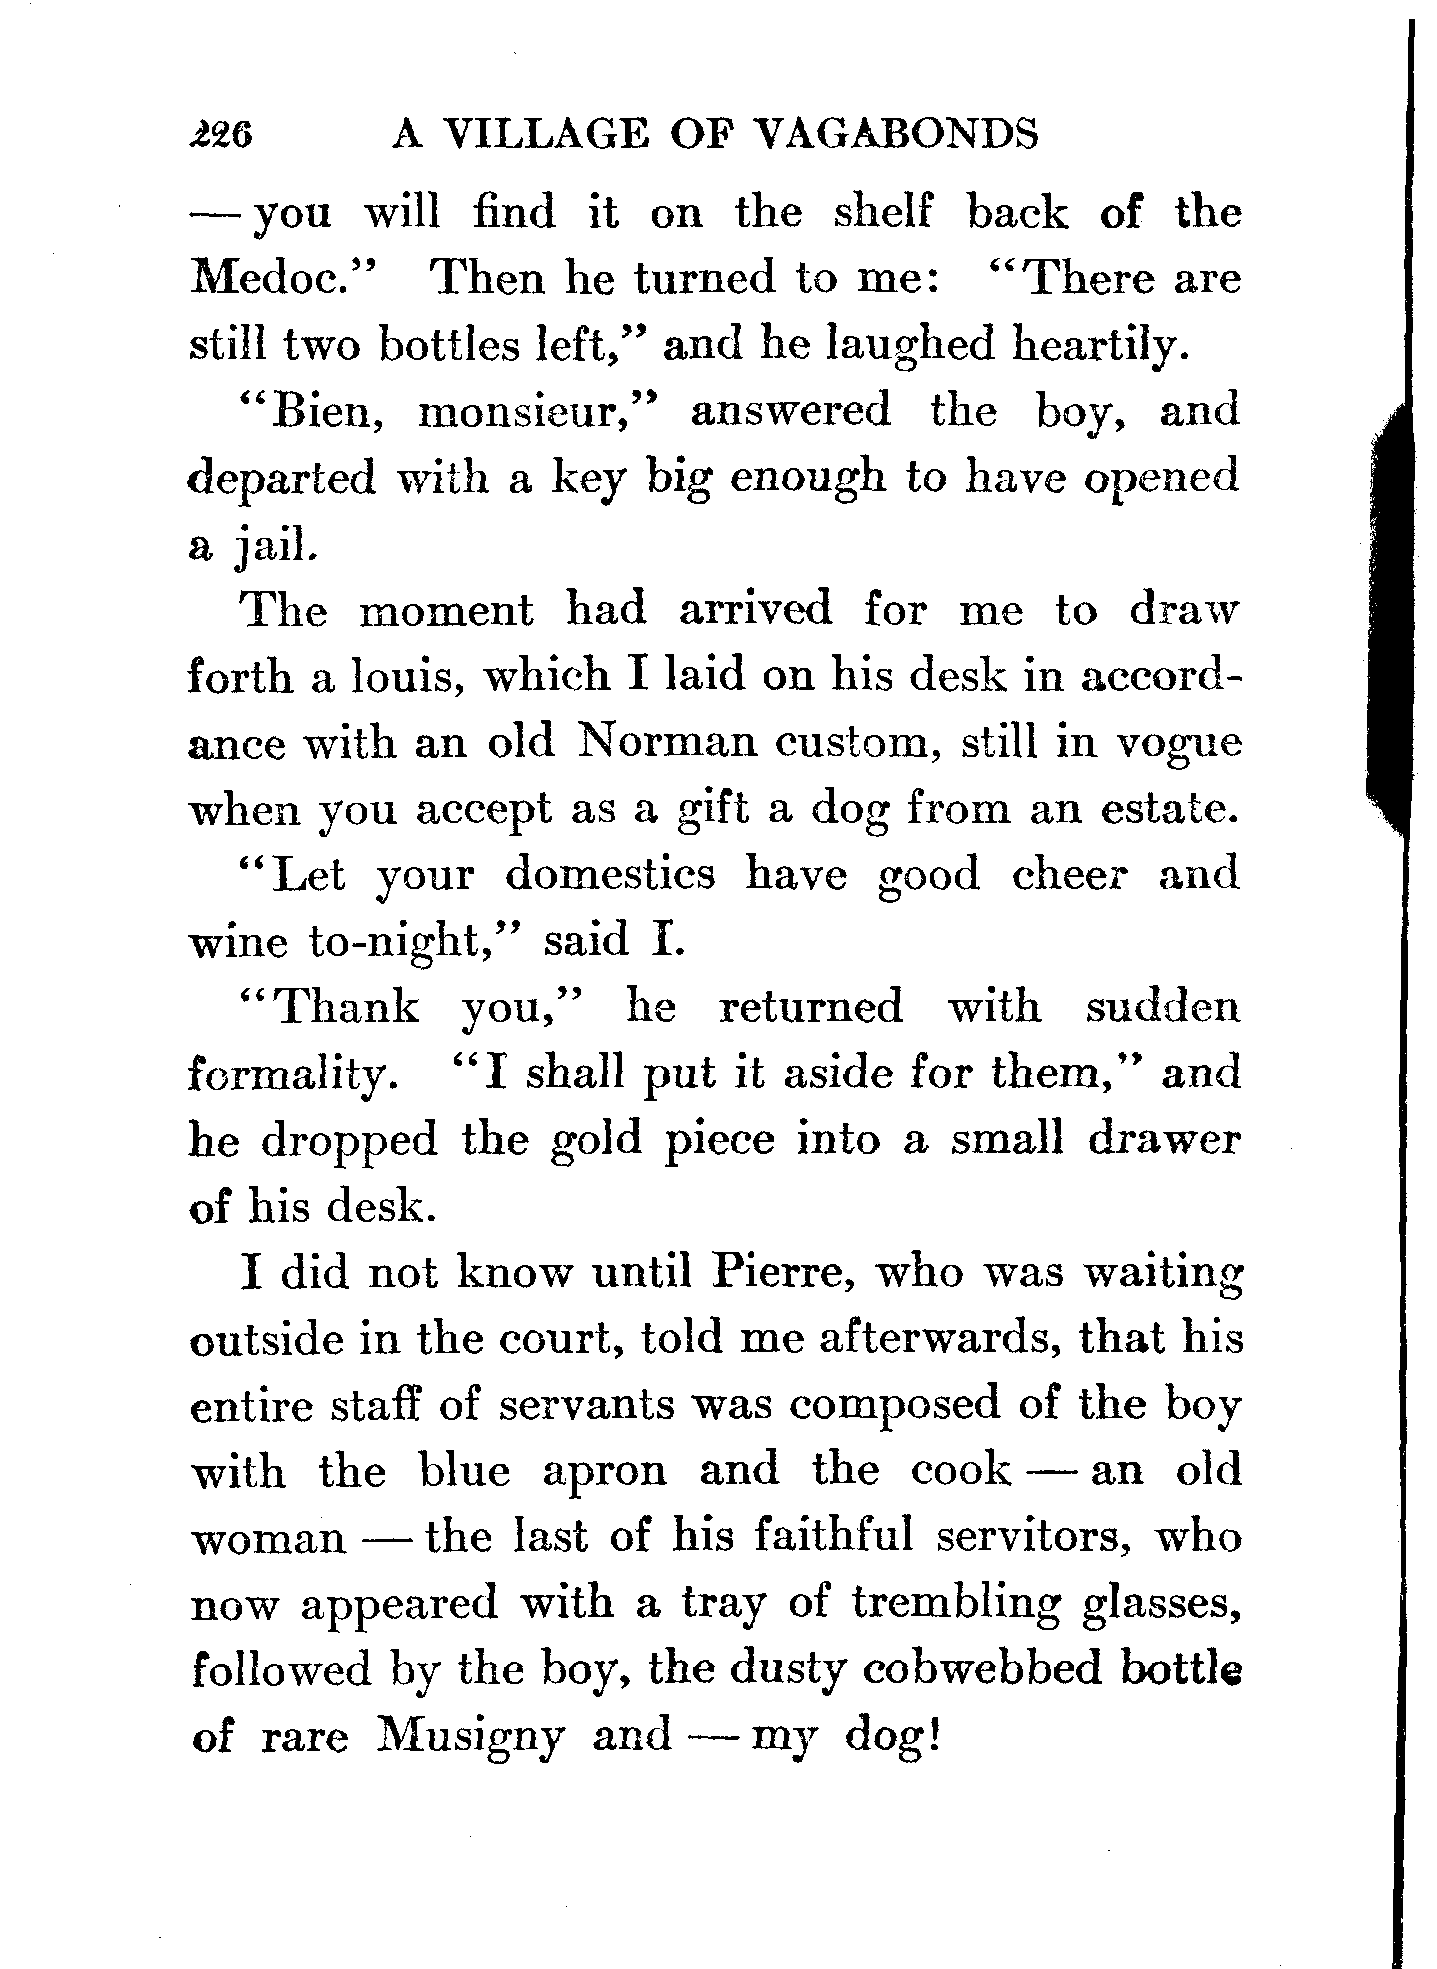 226 A VILLAGE OF VAGABONDS
— you will find it on the shelf back of the
Medoc.” Then he turned to me: “There are
still two bottles left,” and he laughed heartily.
“Bien, monsieur,” answered the boy, and
departed with a key big enough to have opened
a jail.
The moment had arrived for me to draw
forth a louis, which I laid on his desk in accord-
ance with an old Norman custom, still in vogue
when you accept as a gift a dog from an estate.
“Let your domestics have good cheer and
wine to-night,” said I.
“Thank you,” he returned with sudden
formality. “I shall put it aside for them,” and
he dropped the gold piece into a small drawer
of his desk.
I did not know until Pierre, who was waiting
outside in the court, told me afterwards, that his
entire staff of servants was composed of the boy
with the blue apron and the cook — an old
woman — the last of his faithful servitors, who
now appeared with a tray of trembling glasses,
followed by the boy, the dusty cobwebbed bottle
of rare Musigny and — my dog!